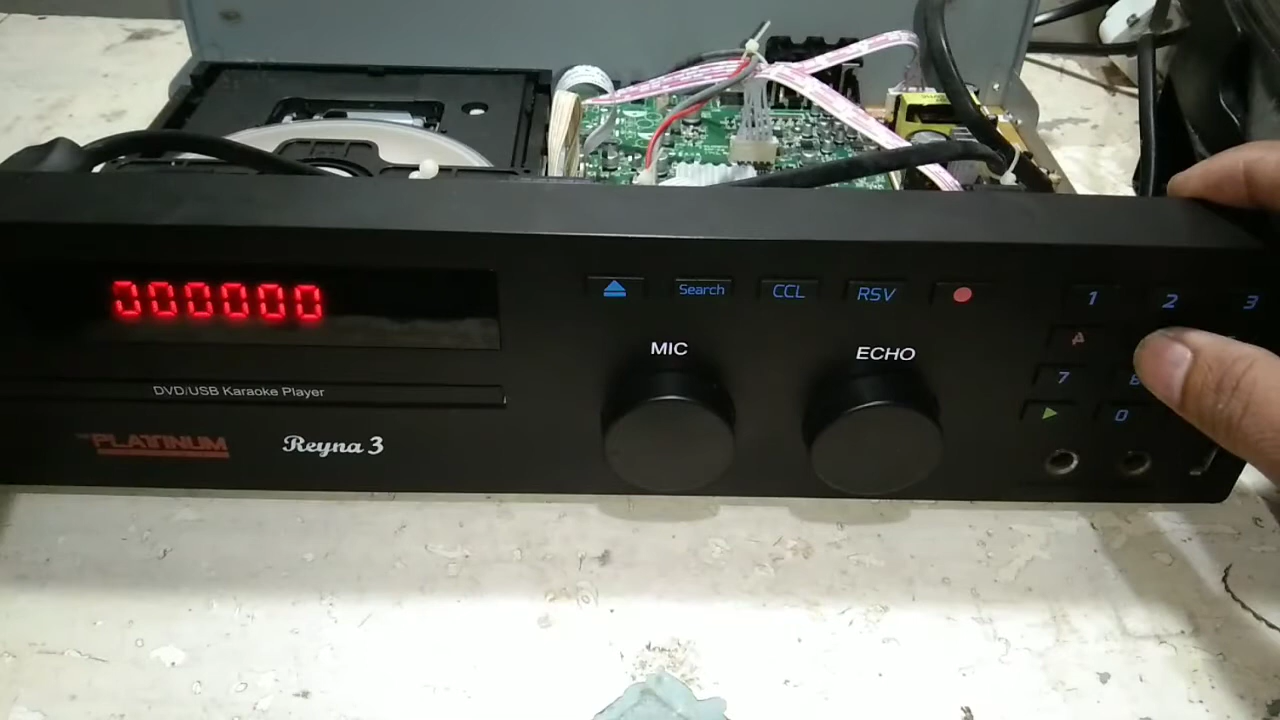 000000
Search
CCL
RSV
1
2
3
MIC
ECHO
7
DVD/USB Karaoke Player
0
PLATINUM
Reyna 3